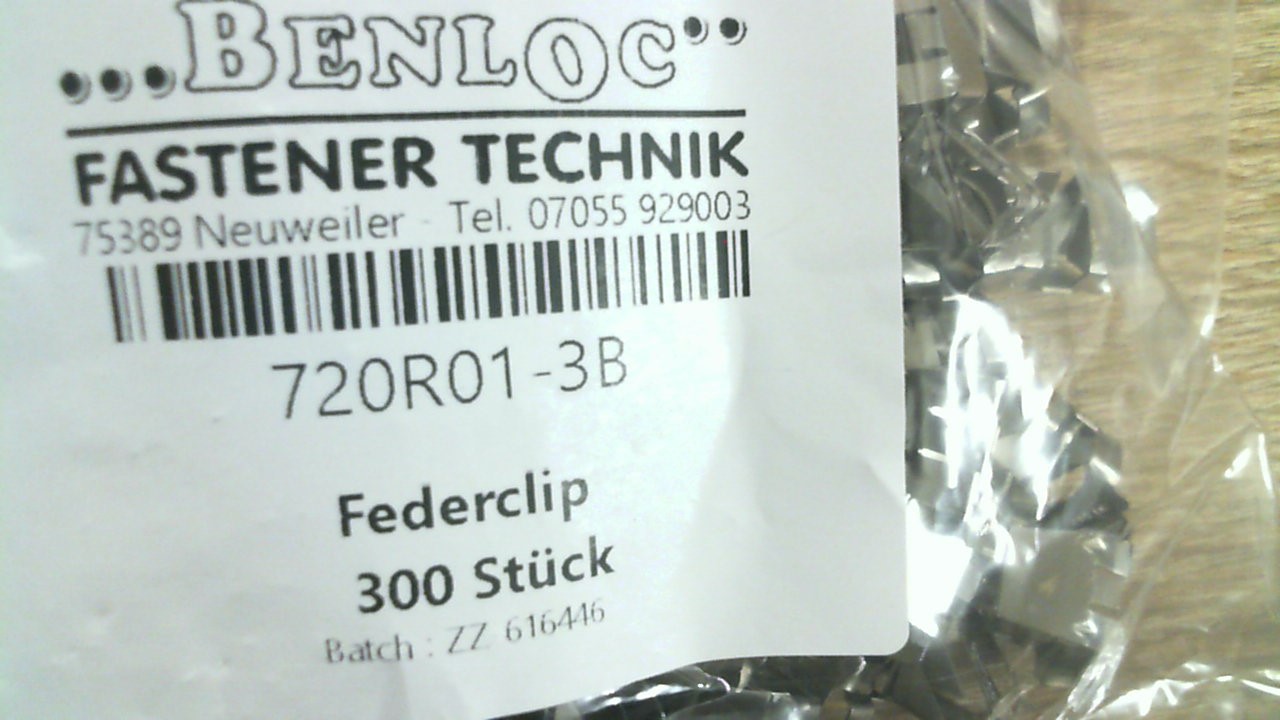 ...BENLOC..
FASTENER TECHNIK
75389 Neuweiler - Tel. 07055 929003
720R01-3B
Federclip
300 Stück
Batch : ZZ 616446